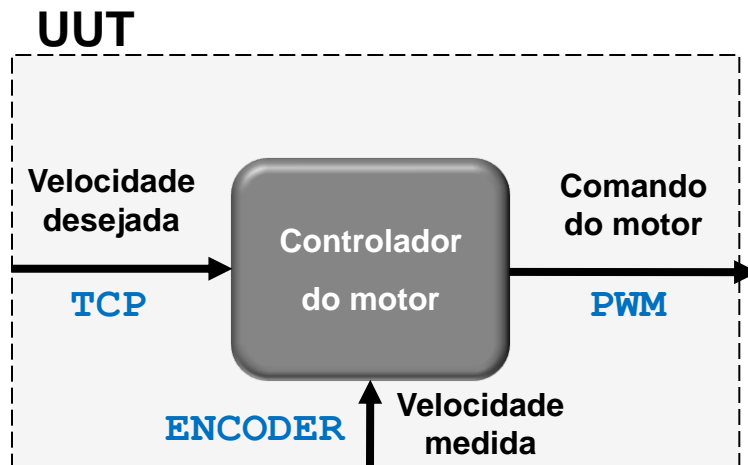 UUT
Velocidade
desejada
TCP
Controlador
do motor
Comando
do motor
PWM
ENCODER
Velocidade
medida